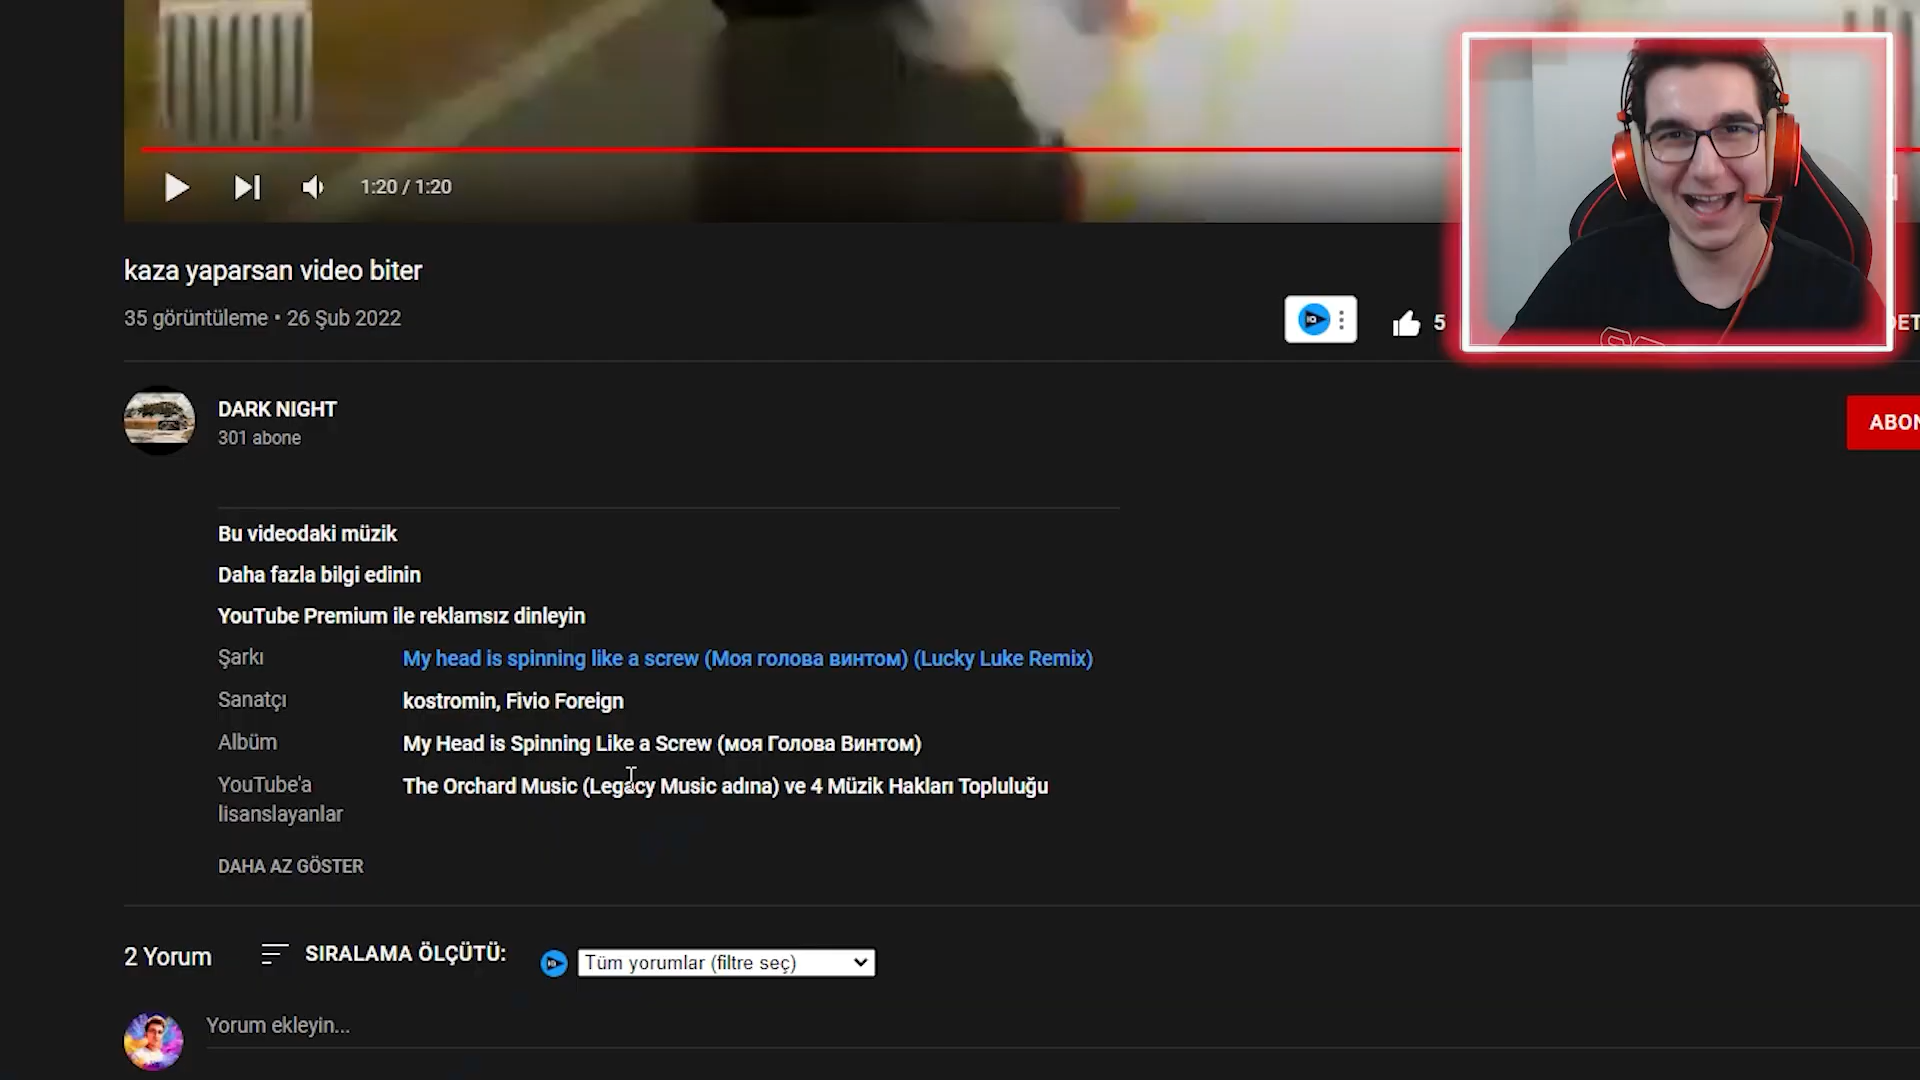 1:20 / 1:20
kaza yaparsan video biter
35 görüntüleme • 26 Şub 2022
5
DARK NIGHT
301 abone
Bu videodaki müzik
Daha fazla bilgi edinin
YouTube Premium ile reklamsız dinleyin
Şarkı
My head is spinning like a screw (Моя голова винтом) (Lucky Luke Remix)
Sanatçı
kostromin, Fivio Foreign
Albüm
My Head is Spinning Like a Screw (моя Голова Винтом)
YouTube'a lisanslayanlar
The Orchard Music (Legacy Music adına) ve 4 Müzik Hakları Topluluğu
DAHA AZ GÖSTER
2 Yorum
SIRALAMA ÖLÇÜTÜ:
Tüm yorumlar (filtre seç)
Yorum ekleyin...